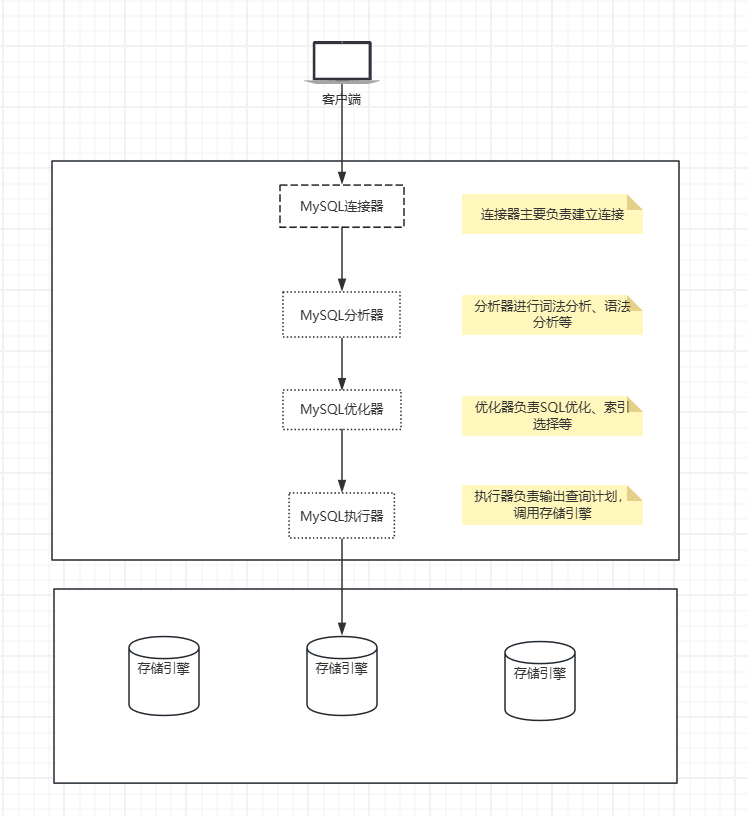 客户端
MySQL连接器
连接器主要负责建立连接
MySQL分析器
分析器进行词法分析、语法
分析等
MySQL优化器
优化器负责SQL优化、索引
选择等
MySQL执行器
执行器负责输出查询计划，
调用存储引擎
存储引擎
存储引擎
存储引擎